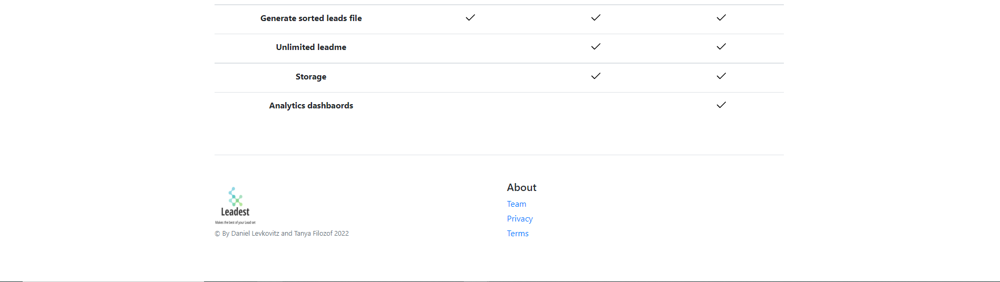 Generate sorted leads file
Unlimited leadme
Storage
Analytics dashbaords
Leadest
Makes the best of your Lead set
© By Daniel Levkovitz and Tanya Filozof 2022
About
Team
Privacy
Terms